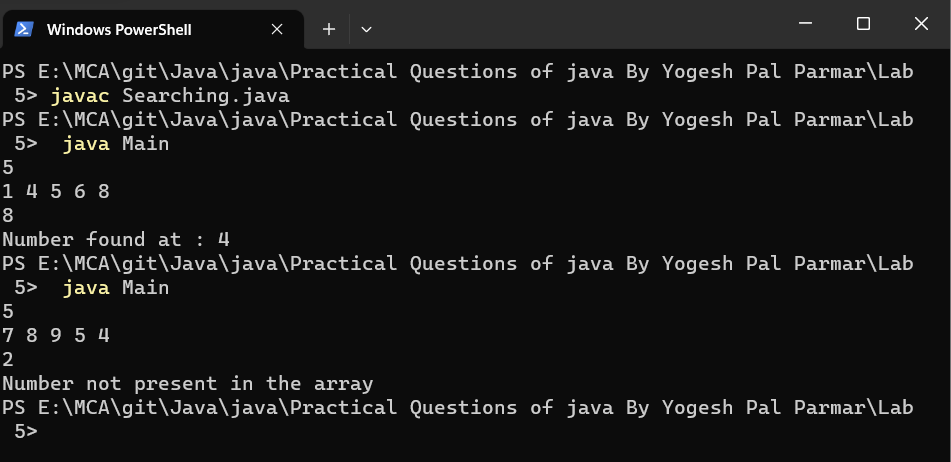 Windows PowerShell
PS E:\MCA\git\Java\java\Practical Questions of java By Yogesh Pal Parmar\Lab
 5> javac Searching.java
PS E:\MCA\git\Java\java\Practical Questions of java By Yogesh Pal Parmar\Lab
 5>  java Main
5
1 4 5 6 8
8
Number found at : 4
PS E:\MCA\git\Java\java\Practical Questions of java By Yogesh Pal Parmar\Lab
 5>  java Main
5
7 8 9 5 4
2
Number not present in the array
PS E:\MCA\git\Java\java\Practical Questions of java By Yogesh Pal Parmar\Lab
 5>